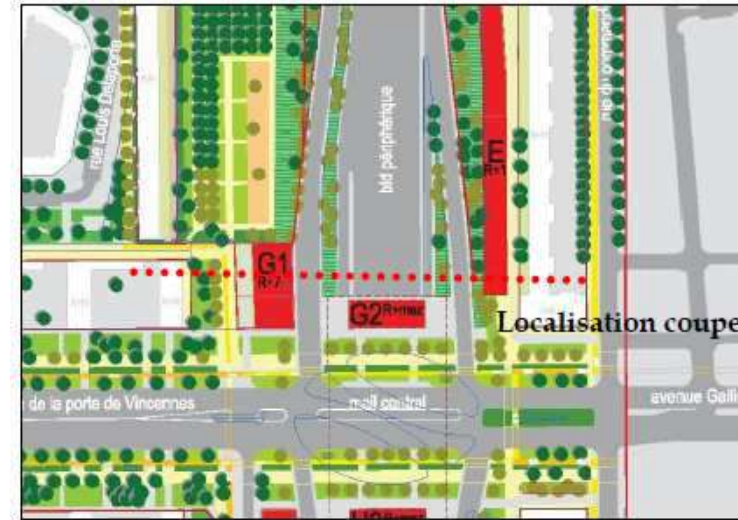 rue Louis Delaporte
bld périphérique
E
R+1
G1
R+7
G2 R+mez
Localisation coupe
de la porte de Vincennes
mail central
avenue Galli